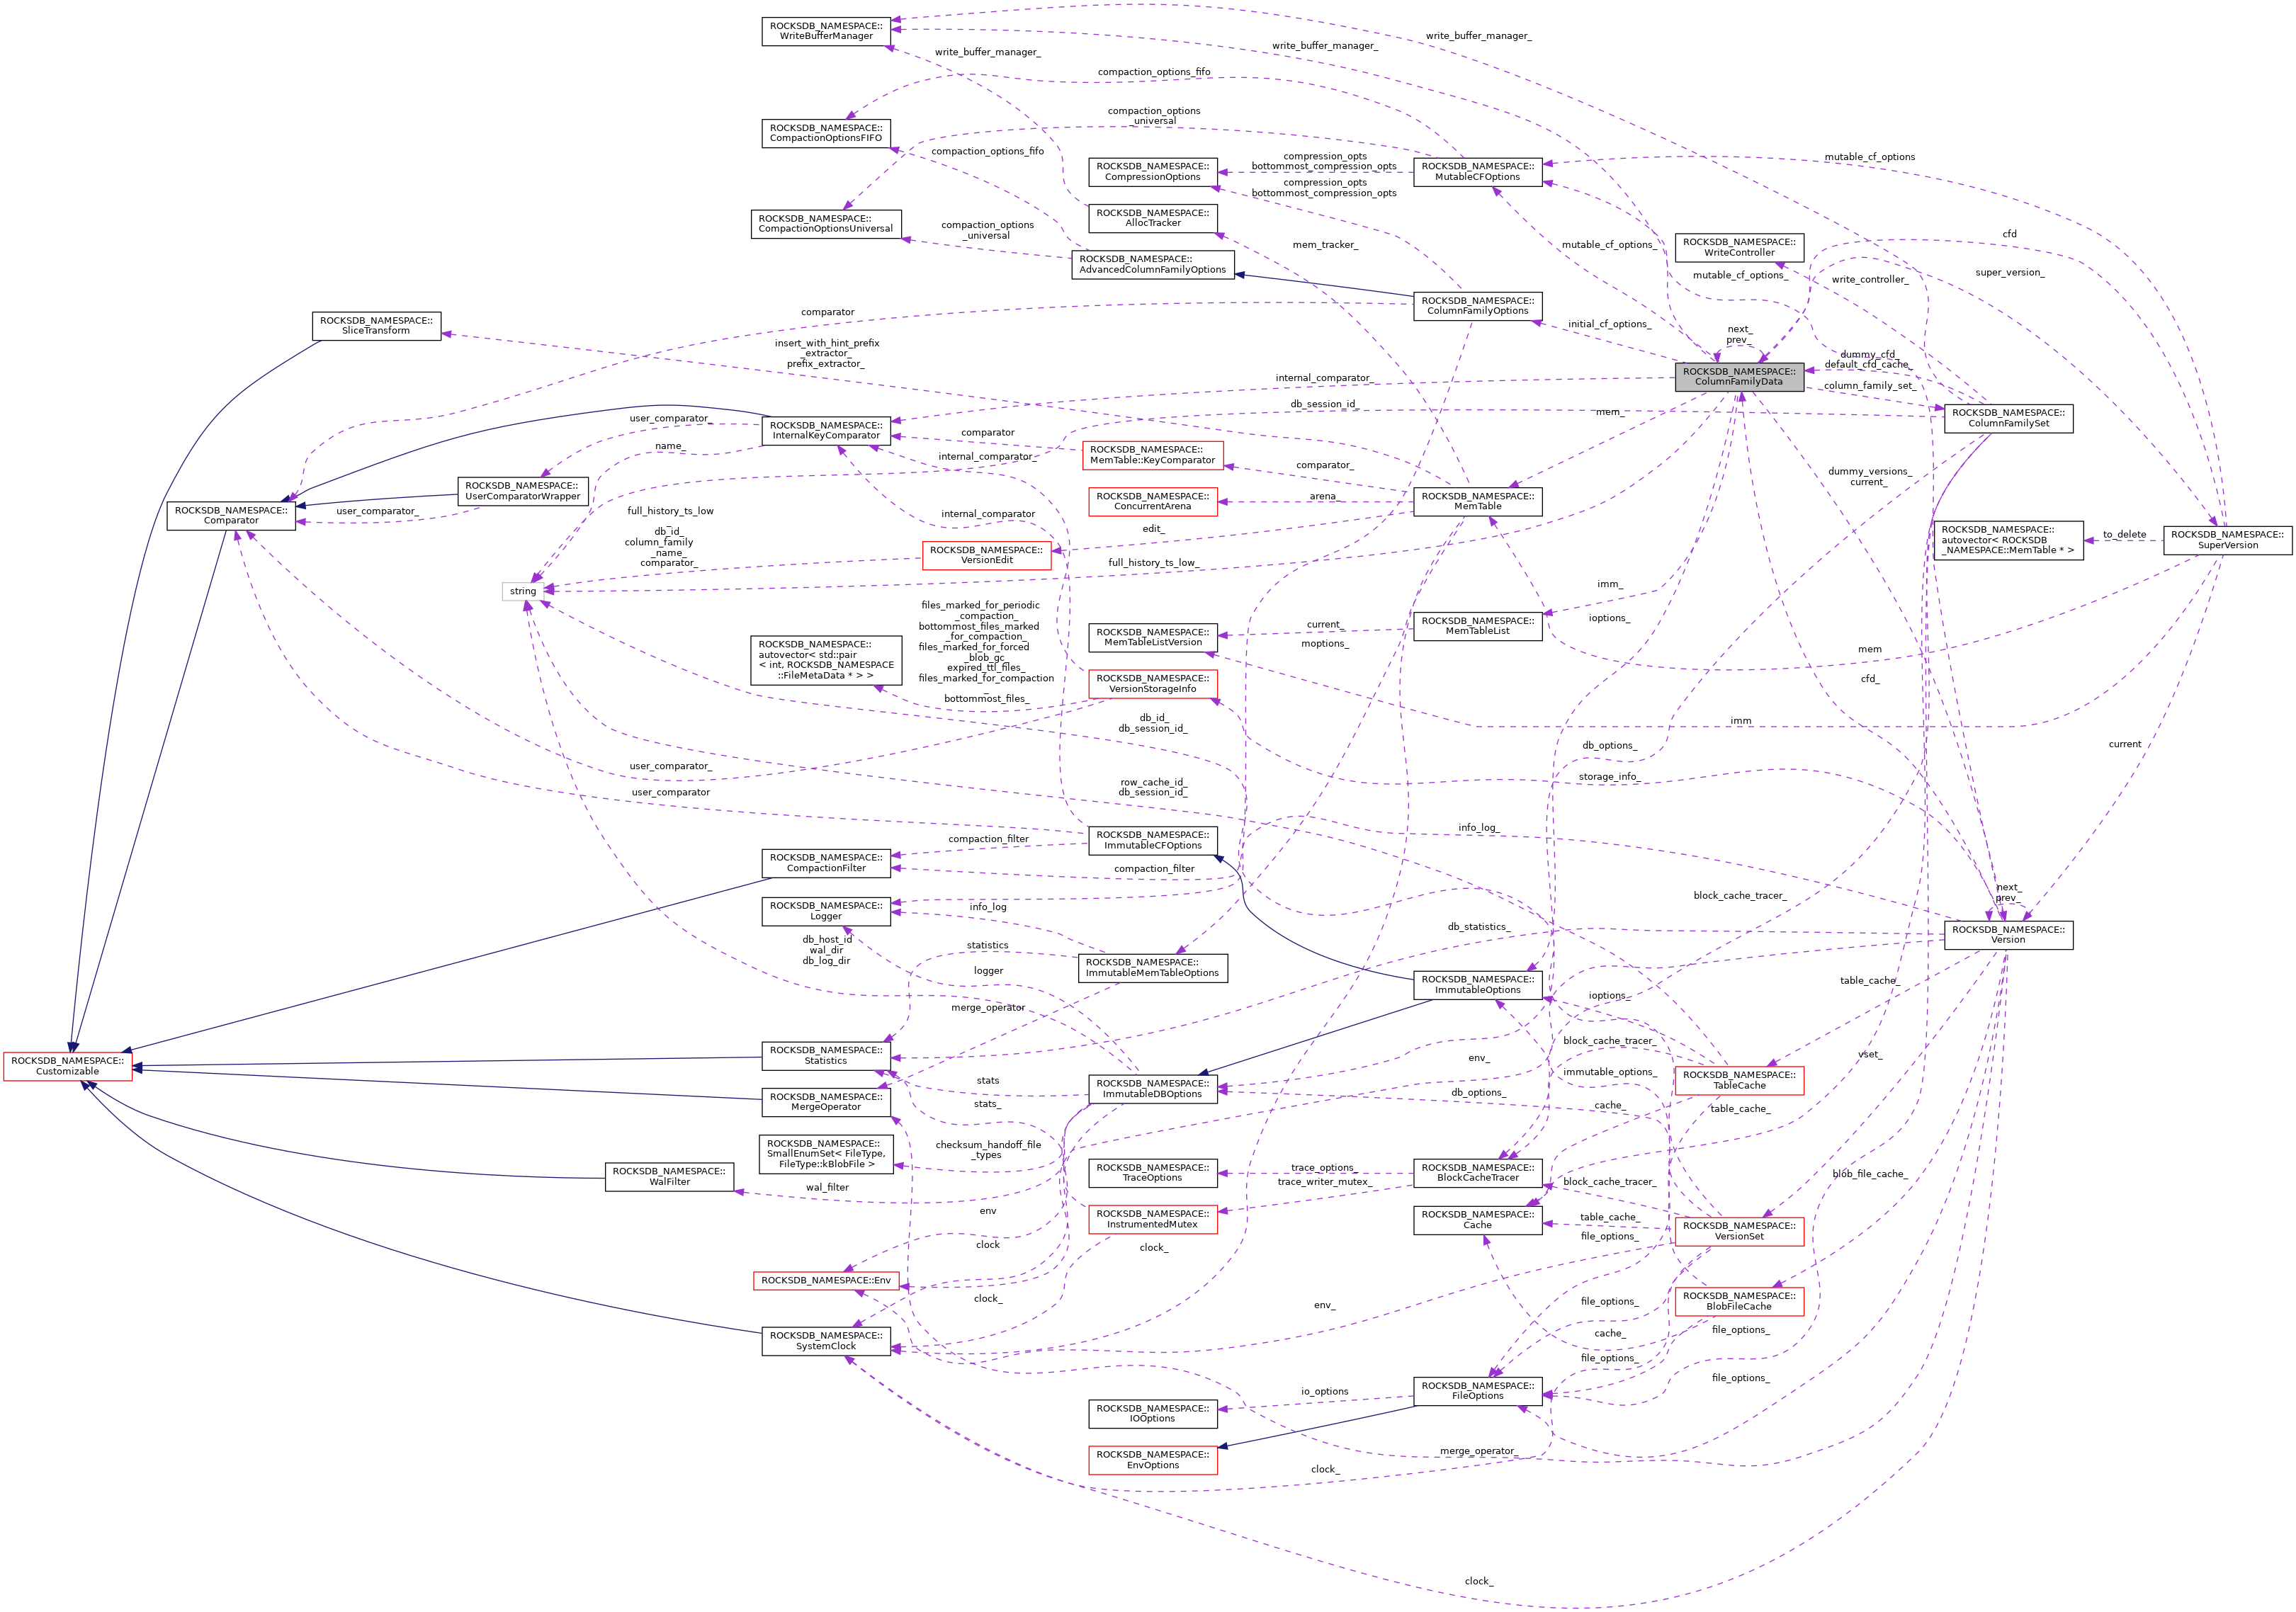 ROCKSDB_NAMESPACE::
WriteBufferManager
write_buffer_manager_
write_buffer_manager_
write_buffer_manager_
compaction_options_fifo
compaction_options
_universal
ROCKSDB_NAMESPACE::
CompactionOptionsFIFO
compaction_options_fifo
ROCKSDB_NAMESPACE::
CompressionOptions
compression_opts
bottommost_compression_opts
compression_opts
bottommost_compression_opts
ROCKSDB_NAMESPACE::
MutableCFOptions
mutable_cf_options
ROCKSDB_NAMESPACE::
CompactionOptionsUniversal
compaction_options
_universal
ROCKSDB_NAMESPACE::
AllocTracker
mem_tracker_
mutable_cf_options_
ROCKSDB_NAMESPACE::
WriteController
cfd
ROCKSDB_NAMESPACE::
AdvancedColumnFamilyOptions
mutable_cf_options_
write_controller_
super_version_
ROCKSDB_NAMESPACE::
ColumnFamilyOptions
comparator
initial_cf_options_
next_
prev_
ROCKSDB_NAMESPACE::
SliceTransform
insert_with_hint_prefix
_extractor_
prefix_extractor_
dummy_cfd_
default_cfd_cache_
ROCKSDB_NAMESPACE::
ColumnFamilyData
internal_comparator_
column_family_set_
db_session_id_
mem_
ROCKSDB_NAMESPACE::
ColumnFamilySet
user_comparator_
name_
ROCKSDB_NAMESPACE::
InternalKeyComparator
comparator
internal_comparator_
ROCKSDB_NAMESPACE::
MemTable::KeyComparator
comparator_
dummy_versions_
current_
ROCKSDB_NAMESPACE::
UserComparatorWrapper
ROCKSDB_NAMESPACE::
ConcurrentArena
arena_
ROCKSDB_NAMESPACE::
MemTable
ROCKSDB_NAMESPACE::
Comparator
user_comparator_
full_history_ts_low
_
db_id_
column_family
_name_
comparator_
internal_comparator
edit_
ROCKSDB_NAMESPACE::
autovector< ROCKSDB
_NAMESPACE::MemTable * >
to_delete
ROCKSDB_NAMESPACE::
SuperVersion
ROCKSDB_NAMESPACE::
VersionEdit
full_history_ts_low_
string
imm_
files_marked_for_periodic
_compaction_
bottommost_files_marked
_for_compaction_
files_marked_for_forced
_blob_gc_
expired_ttl_files_
files_marked_for_compaction
_
bottommost_files_
ROCKSDB_NAMESPACE::
MemTableListVersion
current_
moptions_
ROCKSDB_NAMESPACE::
MemTableList
ioptions_
mem
ROCKSDB_NAMESPACE::
autovector< std::pair
< int, ROCKSDB_NAMESPACE
::FileMetaData * > >
ROCKSDB_NAMESPACE::
VersionStorageInfo
cfd_
imm
db_id_
db_session_id_
db_options_
current
user_comparator_
storage_info_
user_comparator
row_cache_id_
db_session_id_
ROCKSDB_NAMESPACE::
ImmutableCFOptions
info_log_
compaction_filter
ROCKSDB_NAMESPACE::
CompactionFilter
compaction_filter
block_cache_tracer_
next_
prev_
ROCKSDB_NAMESPACE::
Logger
info_log
db_statistics_
ROCKSDB_NAMESPACE::
Version
db_host_id
wal_dir
db_log_dir
statistics
logger
ROCKSDB_NAMESPACE::
ImmutableMemTableOptions
ROCKSDB_NAMESPACE::
ImmutableOptions
table_cache_
merge_operator
ioptions_
ROCKSDB_NAMESPACE::
Customizable
ROCKSDB_NAMESPACE::
Statistics
env_
block_cache_tracer_
vset_
stats
ROCKSDB_NAMESPACE::
ImmutableDBOptions
immutable_options_
ROCKSDB_NAMESPACE::
TableCache
ROCKSDB_NAMESPACE::
MergeOperator
stats_
db_options_
cache_
table_cache_
ROCKSDB_NAMESPACE::
SmallEnumSet< FileType,
FileType::kBlobFile >
checksum_handoff_file
_types
ROCKSDB_NAMESPACE::
TraceOptions
trace_options_
trace_writer_mutex_
ROCKSDB_NAMESPACE::
BlockCacheTracer
block_cache_tracer_
blob_file_cache_
ROCKSDB_NAMESPACE::
WalFilter
wal_filter
env
ROCKSDB_NAMESPACE::
InstrumentedMutex
ROCKSDB_NAMESPACE::
Cache
table_cache_
file_options_
ROCKSDB_NAMESPACE::
VersionSet
clock
clock_
ROCKSDB_NAMESPACE::Env
clock_
env_
file_options_
ROCKSDB_NAMESPACE::
BlobFileCache
ROCKSDB_NAMESPACE::
SystemClock
cache_
file_options_
file_options_
file_options_
ROCKSDB_NAMESPACE::
IOOptions
io_options
ROCKSDB_NAMESPACE::
FileOptions
ROCKSDB_NAMESPACE::
EnvOptions
merge_operator_
clock_
clock_